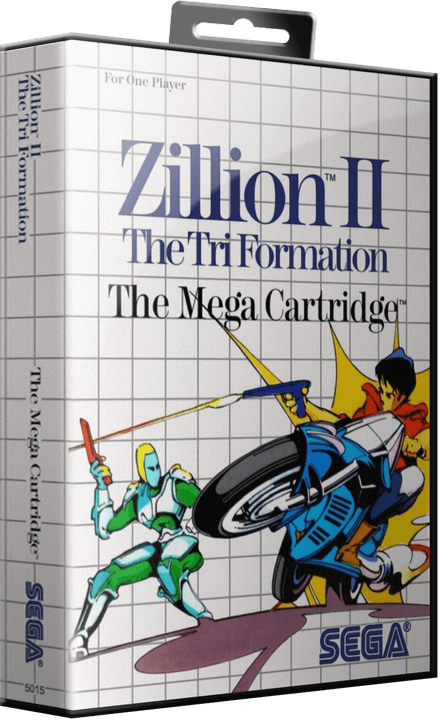 Zillion II
The Tri Formation
The Mega Cartridge™
SEGA®
5015
For One Player
Zillion™ II
The Tri Formation
The Mega Cartridge™
SEGA®